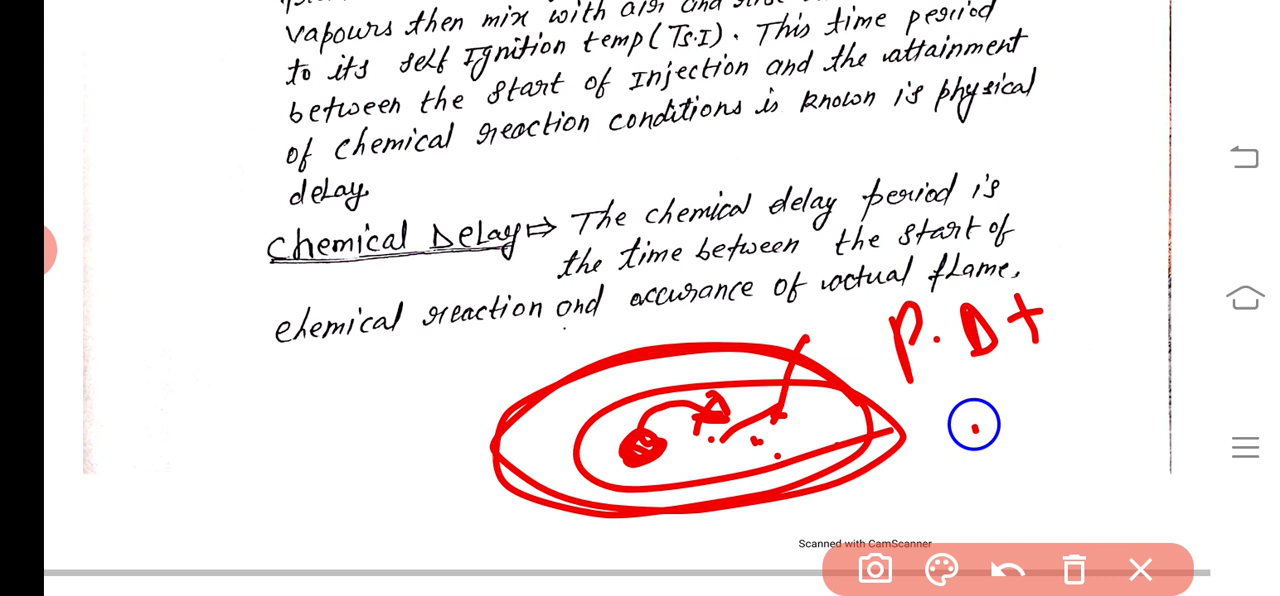 vapours then mix with air and
to its self Ignition temp (Ts.I). This time period
between the start of Injection and the attainment
of chemical reaction conditions is known is physical
delay
Chemical Delay ⇒ The chemical delay period is
the time between the start of
chemical reaction and accurance of actual flame.
P.D+
Scanned with CamScanner